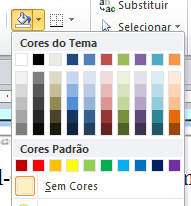 Substituir
Selecionar
Cores do Tema
Cores Padrão
Sem Cores